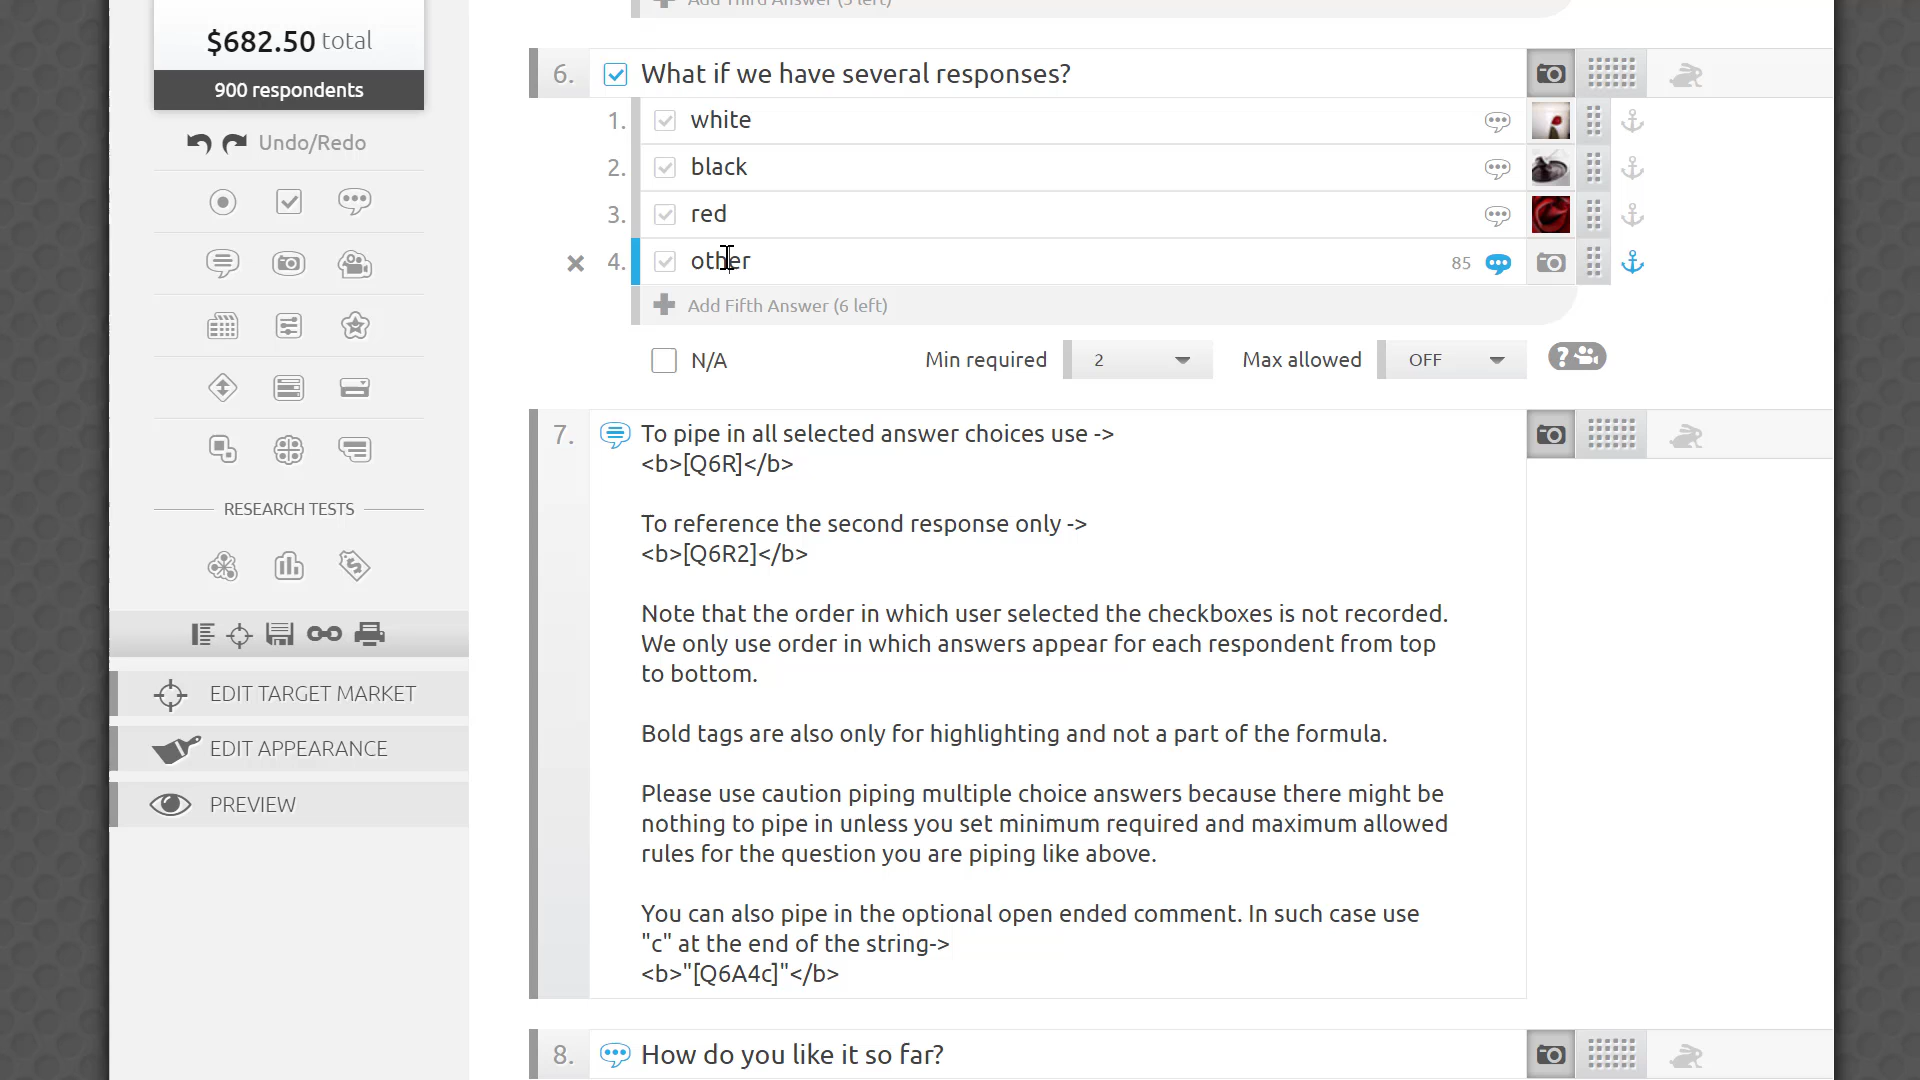 Add Third Answer (5 left)
$682.50 total
900 respondents
Undo/Redo
RESEARCH TESTS
EDIT TARGET MARKET
EDIT APPEARANCE
PREVIEW
6. What if we have several responses?
1. white
2. black
3. red
4. other 85
Add Fifth Answer (6 left)
N/A Min required 2 Max allowed OFF ?
7. To pipe in all selected answer choices use ->
<b>[Q6R]</b>
To reference the second response only ->
<b>[Q6R2]</b>
Note that the order in which user selected the checkboxes is not recorded.
We only use order in which answers appear for each respondent from top
to bottom.
Bold tags are also only for highlighting and not a part of the formula.
Please use caution piping multiple choice answers because there might be
nothing to pipe in unless you set minimum required and maximum allowed
rules for the question you are piping like above.
You can also pipe in the optional open ended comment. In such case use
"c" at the end of the string->
<b>"[Q6A4c]"</b>
8. How do you like it so far?